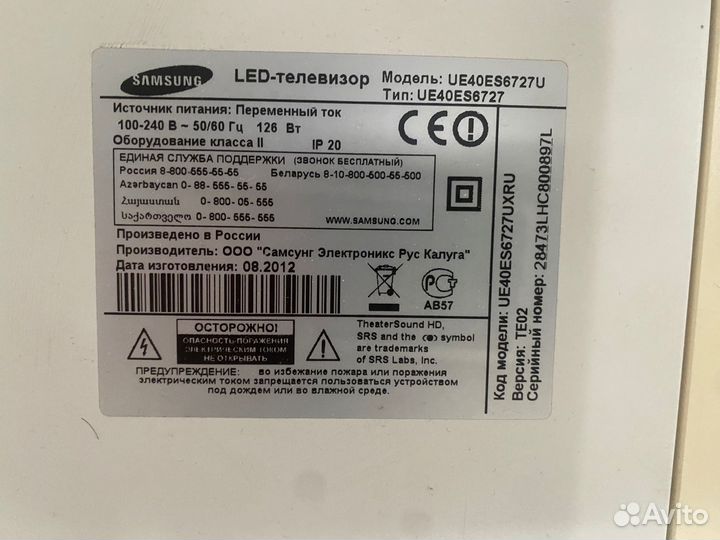 SAMSUNG
LED-телевизор
Модель: UE40ES6727U
Тип: UE40ES6727
Источник питания: Переменный ток
100-240 В ~ 50/60 Гц 126 Вт
Оборудование класса II IP 20
CE
ЕДИНАЯ СЛУЖБА ПОДДЕРЖКИ (ЗВОНОК БЕСПЛАТНЫЙ)
Россия 8-800-555-55-55 Беларусь 8-10-800-500-55-500
Azərbaycan 0-88-555-55-55
Հայաստան 0-800-05-555
საქართველო 0-800-555-555
WWW.SAMSUNG.COM
Произведено в России
Производитель: ООО "Самсунг Электроникс Рус Калуга"
Дата изготовления: 08.2012
АВ57
ОСТОРОЖНО!
ОПАСНОСТЬ ПОРАЖЕНИЯ
ЭЛЕКТРИЧЕСКИМ ТОКОМ
НЕ ОТКРЫВАТЬ
TheaterSound HD,
SRS and the (●) symbol
are trademarks
of SRS Labs, Inc.
ПРЕДУПРЕЖДЕНИЕ: во избежание пожара или поражения
электрическим током запрещается пользоваться устройством
под дождем или во влажной среде.
Код модели: UE40ES6727UXRU
Версия: TE02
Серийный номер: 28473LHC800897L
Avito